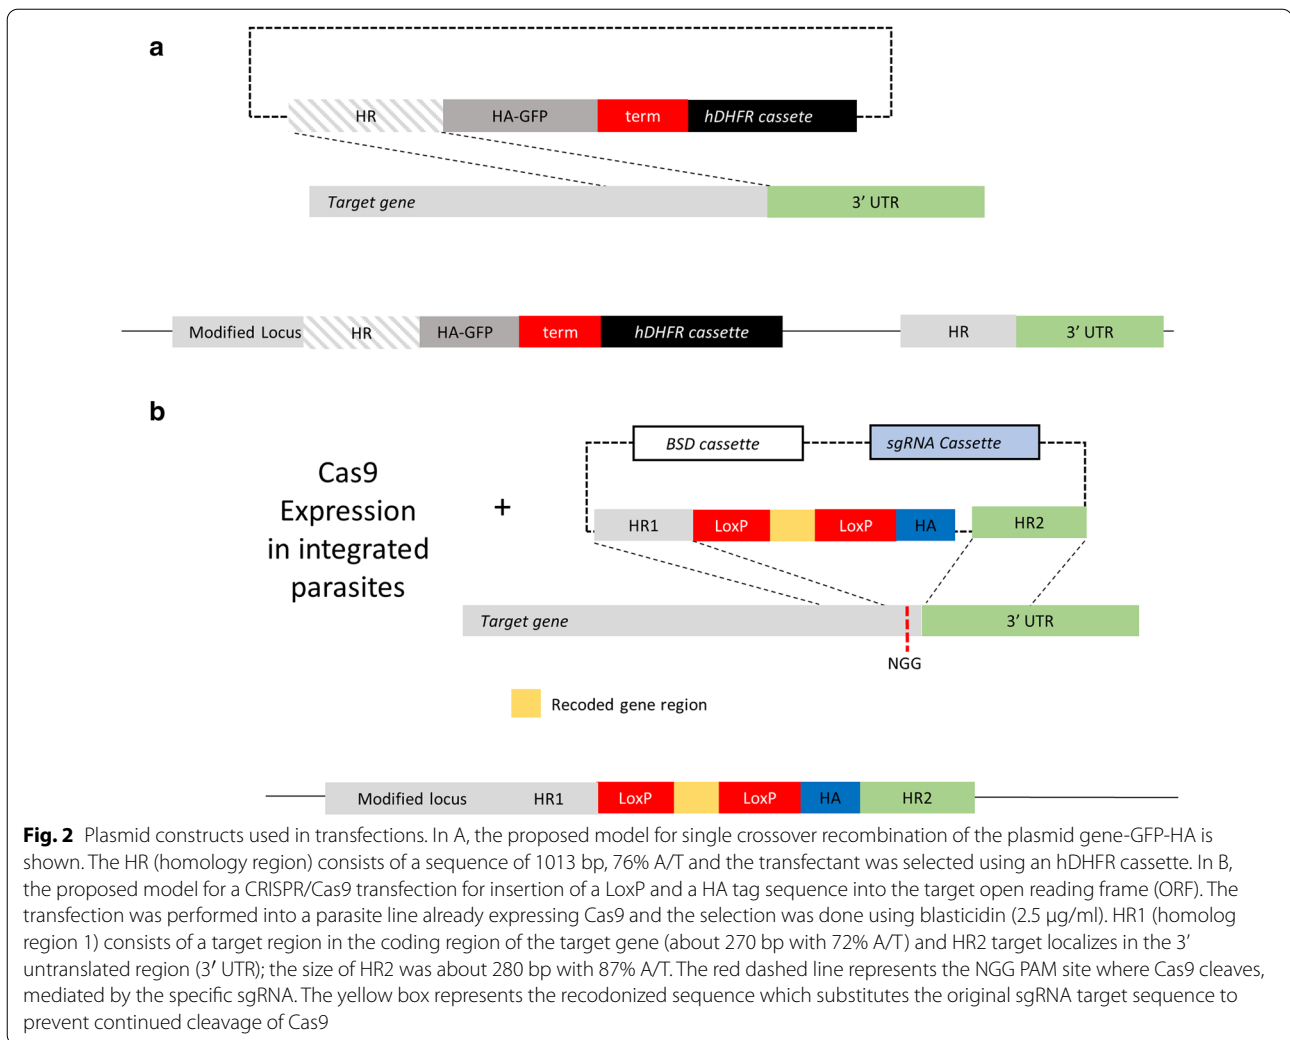 a
HR
HA-GFP
term
hDHFR cassete
Target gene
3' UTR
Modified Locus
HR
HA-GFP
term
hDHFR cassette
HR
3' UTR
b
BSD cassette
sgRNA Cassette
Cas9
Expression
in integrated
parasites
+
HR1
LoxP
LoxP
HA
HR2
Target gene
3' UTR
NGG
Recoded gene region
Modified locus
HR1
LoxP
LoxP
HA
HR2
Fig. 2 Plasmid constructs used in transfections. In A, the proposed model for single crossover recombination of the plasmid gene-GFP-HA is
shown. The HR (homology region) consists of a sequence of 1013 bp, 76% A/T and the transfectant was selected using an hDHFR cassette. In B,
the proposed model for a CRISPR/Cas9 transfection for insertion of a LoxP and a HA tag sequence into the target open reading frame (ORF). The
transfection was performed into a parasite line already expressing Cas9 and the selection was done using blasticidin (2.5 µg/ml). HR1 (homolog
region 1) consists of a target region in the coding region of the target gene (about 270 bp with 72% A/T) and HR2 target localizes in the 3'
untranslated region (3' UTR); the size of HR2 was about 280 bp with 87% A/T. The red dashed line represents the NGG PAM site where Cas9 cleaves,
mediated by the specific sgRNA. The yellow box represents the recodonized sequence which substitutes the original sgRNA target sequence to
prevent continued cleavage of Cas9